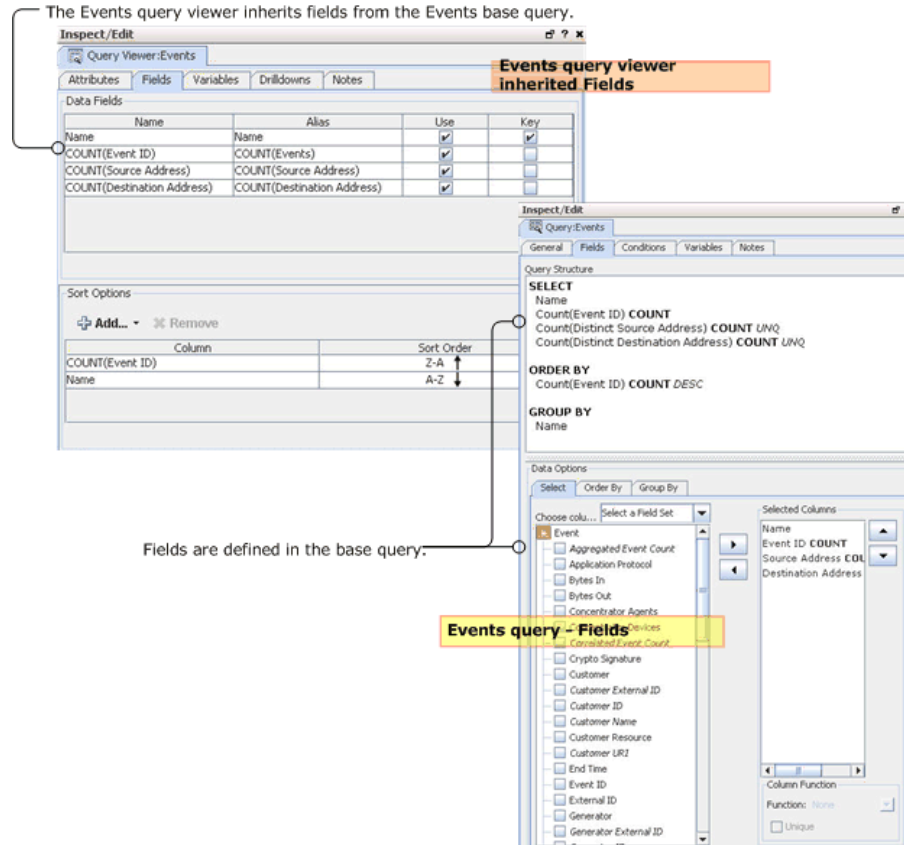 The Events query viewer inherits fields from the Events base query.
Inspect/Edit
Query Viewer:Events
Events query viewer
inherited Fields
Attributes Fields Variables Drilldowns Notes
Data Fields
Name Alias Use Key
Name Name
COUNT(Event ID) COUNT(Events)
COUNT(Source Address) COUNT(Source Address)
COUNT(Destination Address) COUNT(Destination Address)
Sort Options
Add... Remove
Column Sort Order
COUNT(Event ID) Z-A
Name A-Z
Inspect/Edit
Query:Events
General Fields Conditions Variables Notes
Query Structure
SELECT
Name
Count(Event ID) COUNT
Count(Distinct Source Address) COUNT UNQ
Count(Distinct Destination Address) COUNT UNQ
ORDER BY
Count(Event ID) COUNT DESC
GROUP BY
Name
Fields are defined in the base query.
Data Options
Select Order By Group By
Choose colu... Select a Field Set
Event
Aggregated Event Count
Application Protocol
Bytes In
Bytes Out
Concentrator Agents
Devices
Events query - Fields
Correlated Event Count
Crypto Signature
Customer
Customer External ID
Customer ID
Customer Name
Customer Resource
Customer URI
End Time
Event ID
External ID
Generator
Generator External ID
Selected Columns
Name
Event ID COUNT
Source Address COU
Destination Address
Column Function
Function: None
Unique